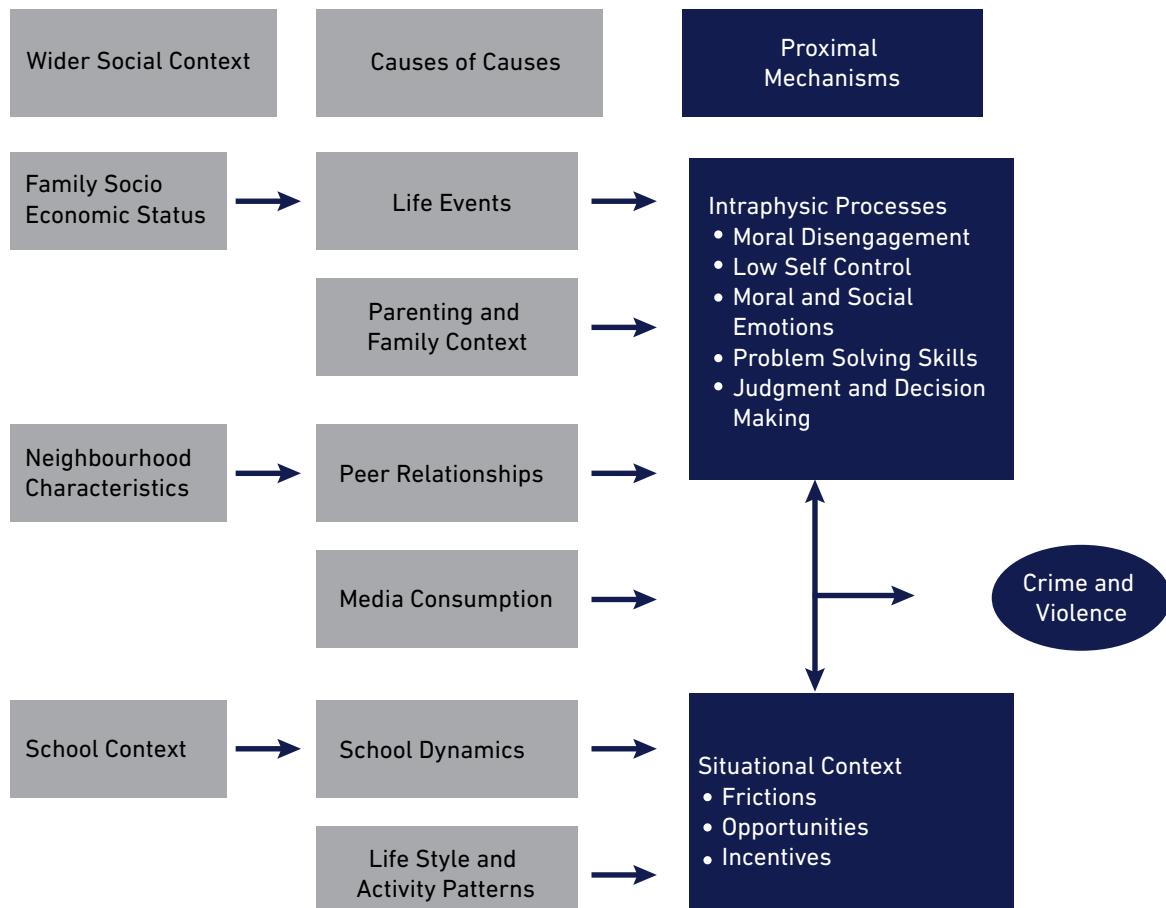 Wider Social Context
Causes of Causes
Proximal
Mechanisms
Family Socio
Economic Status
Life Events
Parenting and
Family Context
Intraphysic Processes
• Moral Disengagement
• Low Self Control
• Moral and Social
Emotions
• Problem Solving Skills
• Judgment and Decision
Making
Neighbourhood
Characteristics
Peer Relationships
Media Consumption
Crime and
Violence
School Context
School Dynamics
Life Style and
Activity Patterns
Situational Context
• Frictions
• Opportunities
• Incentives